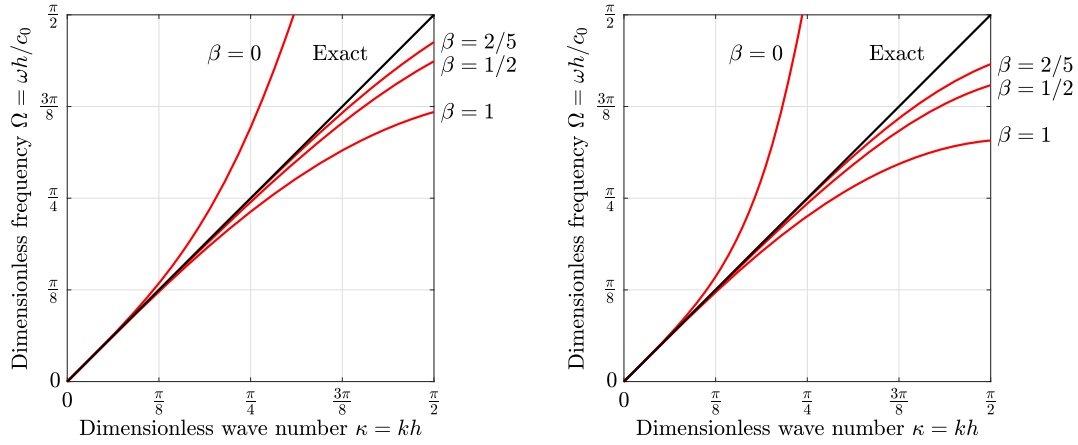 Dimensionless frequency Ω = ωh/c₀
π/2
3π/8
π/4
π/8
0
β = 0
Exact
β = 2/5
β = 1/2
β = 1
0
π/8
π/4
3π/8
π/2
Dimensionless wave number κ = kh
Dimensionless frequency Ω = ωh/c₀
π/2
3π/8
π/4
π/8
0
β = 0
Exact
β = 2/5
β = 1/2
β = 1
0
π/8
π/4
3π/8
π/2
Dimensionless wave number κ = kh